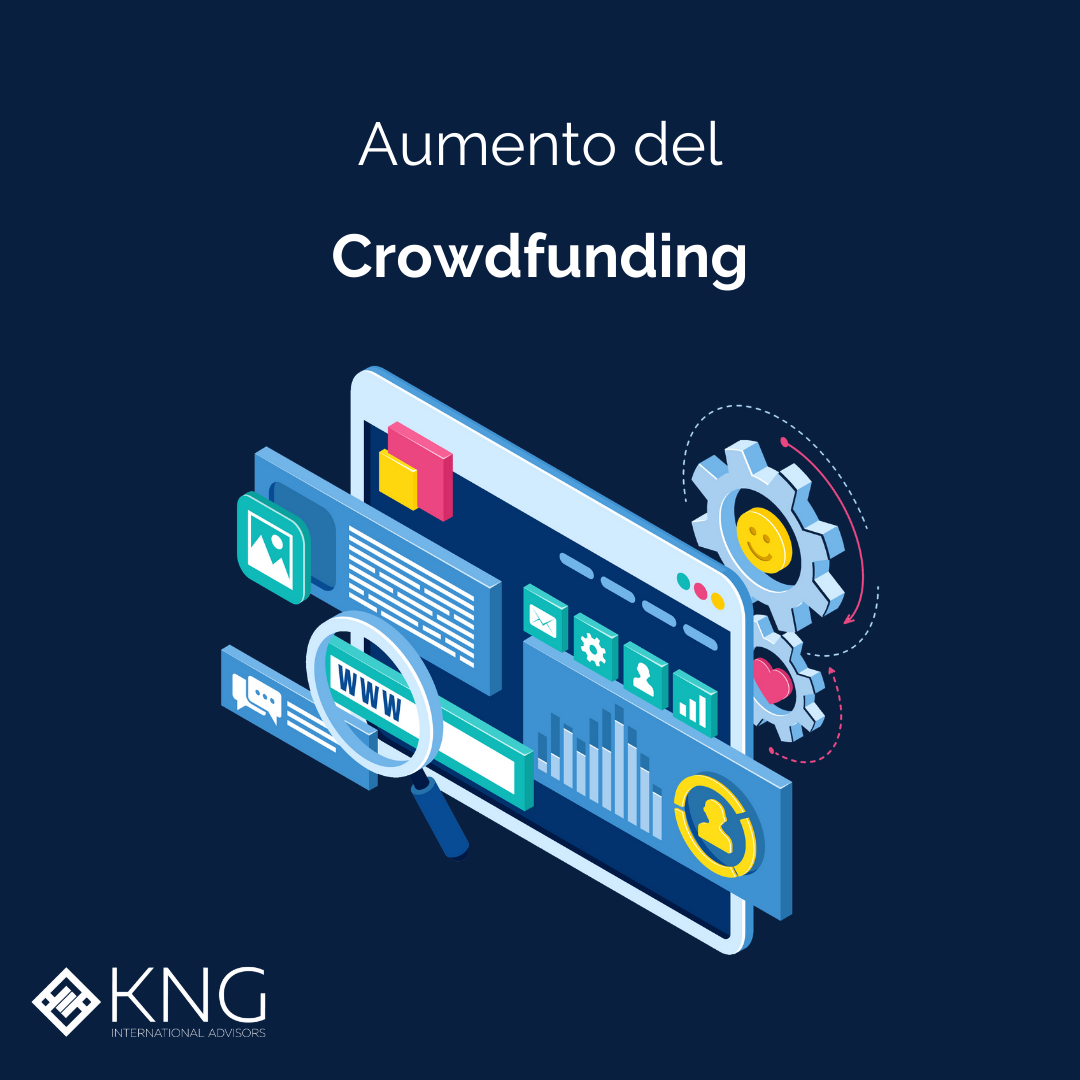 Aumento del
Crowdfunding
WWW
KNG
INTERNATIONAL ADVISORS